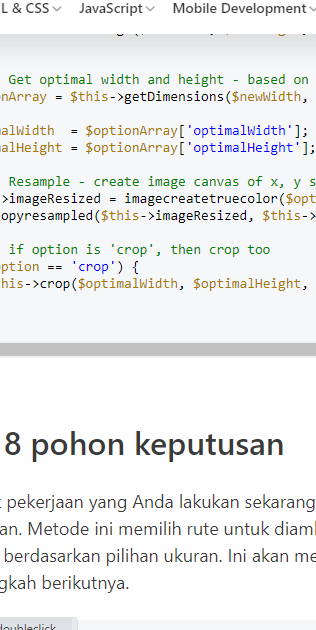 L & CSS JavaScript Mobile Development
Get optimal width and height - based on
nArray = $this->getDimensions($newWidth,
alWidth = $optionArray['optimalWidth'];
alHeight = $optionArray['optimalHeight'];
Resample - create image canvas of x, y s
>imageResized = imagecreatetruecolor($opt
opyresampled($this->imageResized, $this->
if option is 'crop', then crop too
ption == 'crop') {
his->crop($optimalWidth, $optimalHeight,
8 pohon keputusan
t pekerjaan yang Anda lakukan sekarang
an. Metode ini memilih rute untuk diamb
berdasarkan pilihan ukuran. Ini akan me
gkah berikutnya.